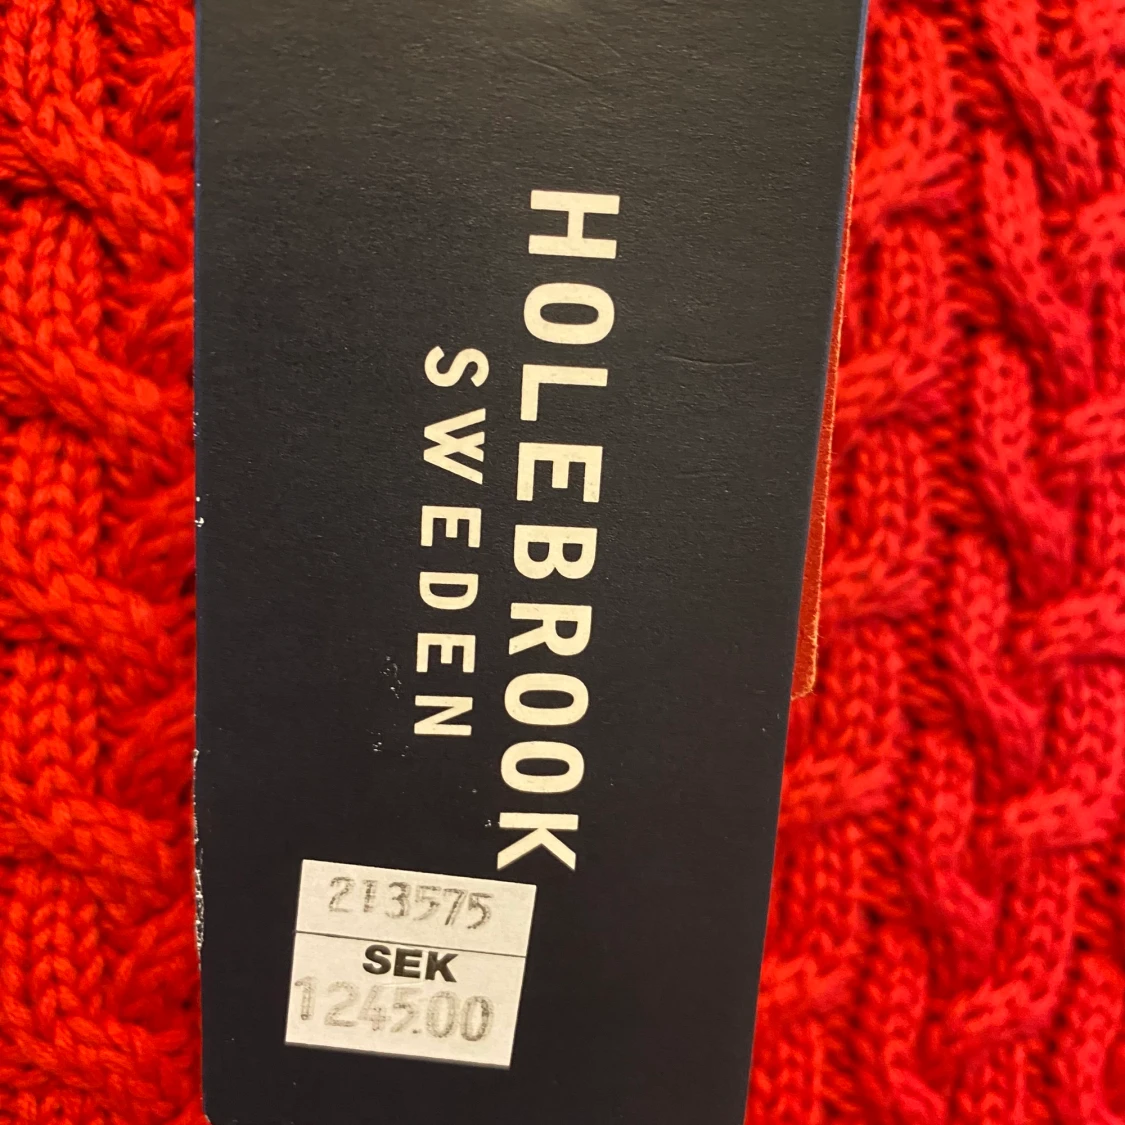 HOLEBROOK
SWEDEN
213575
SEK
1245.00